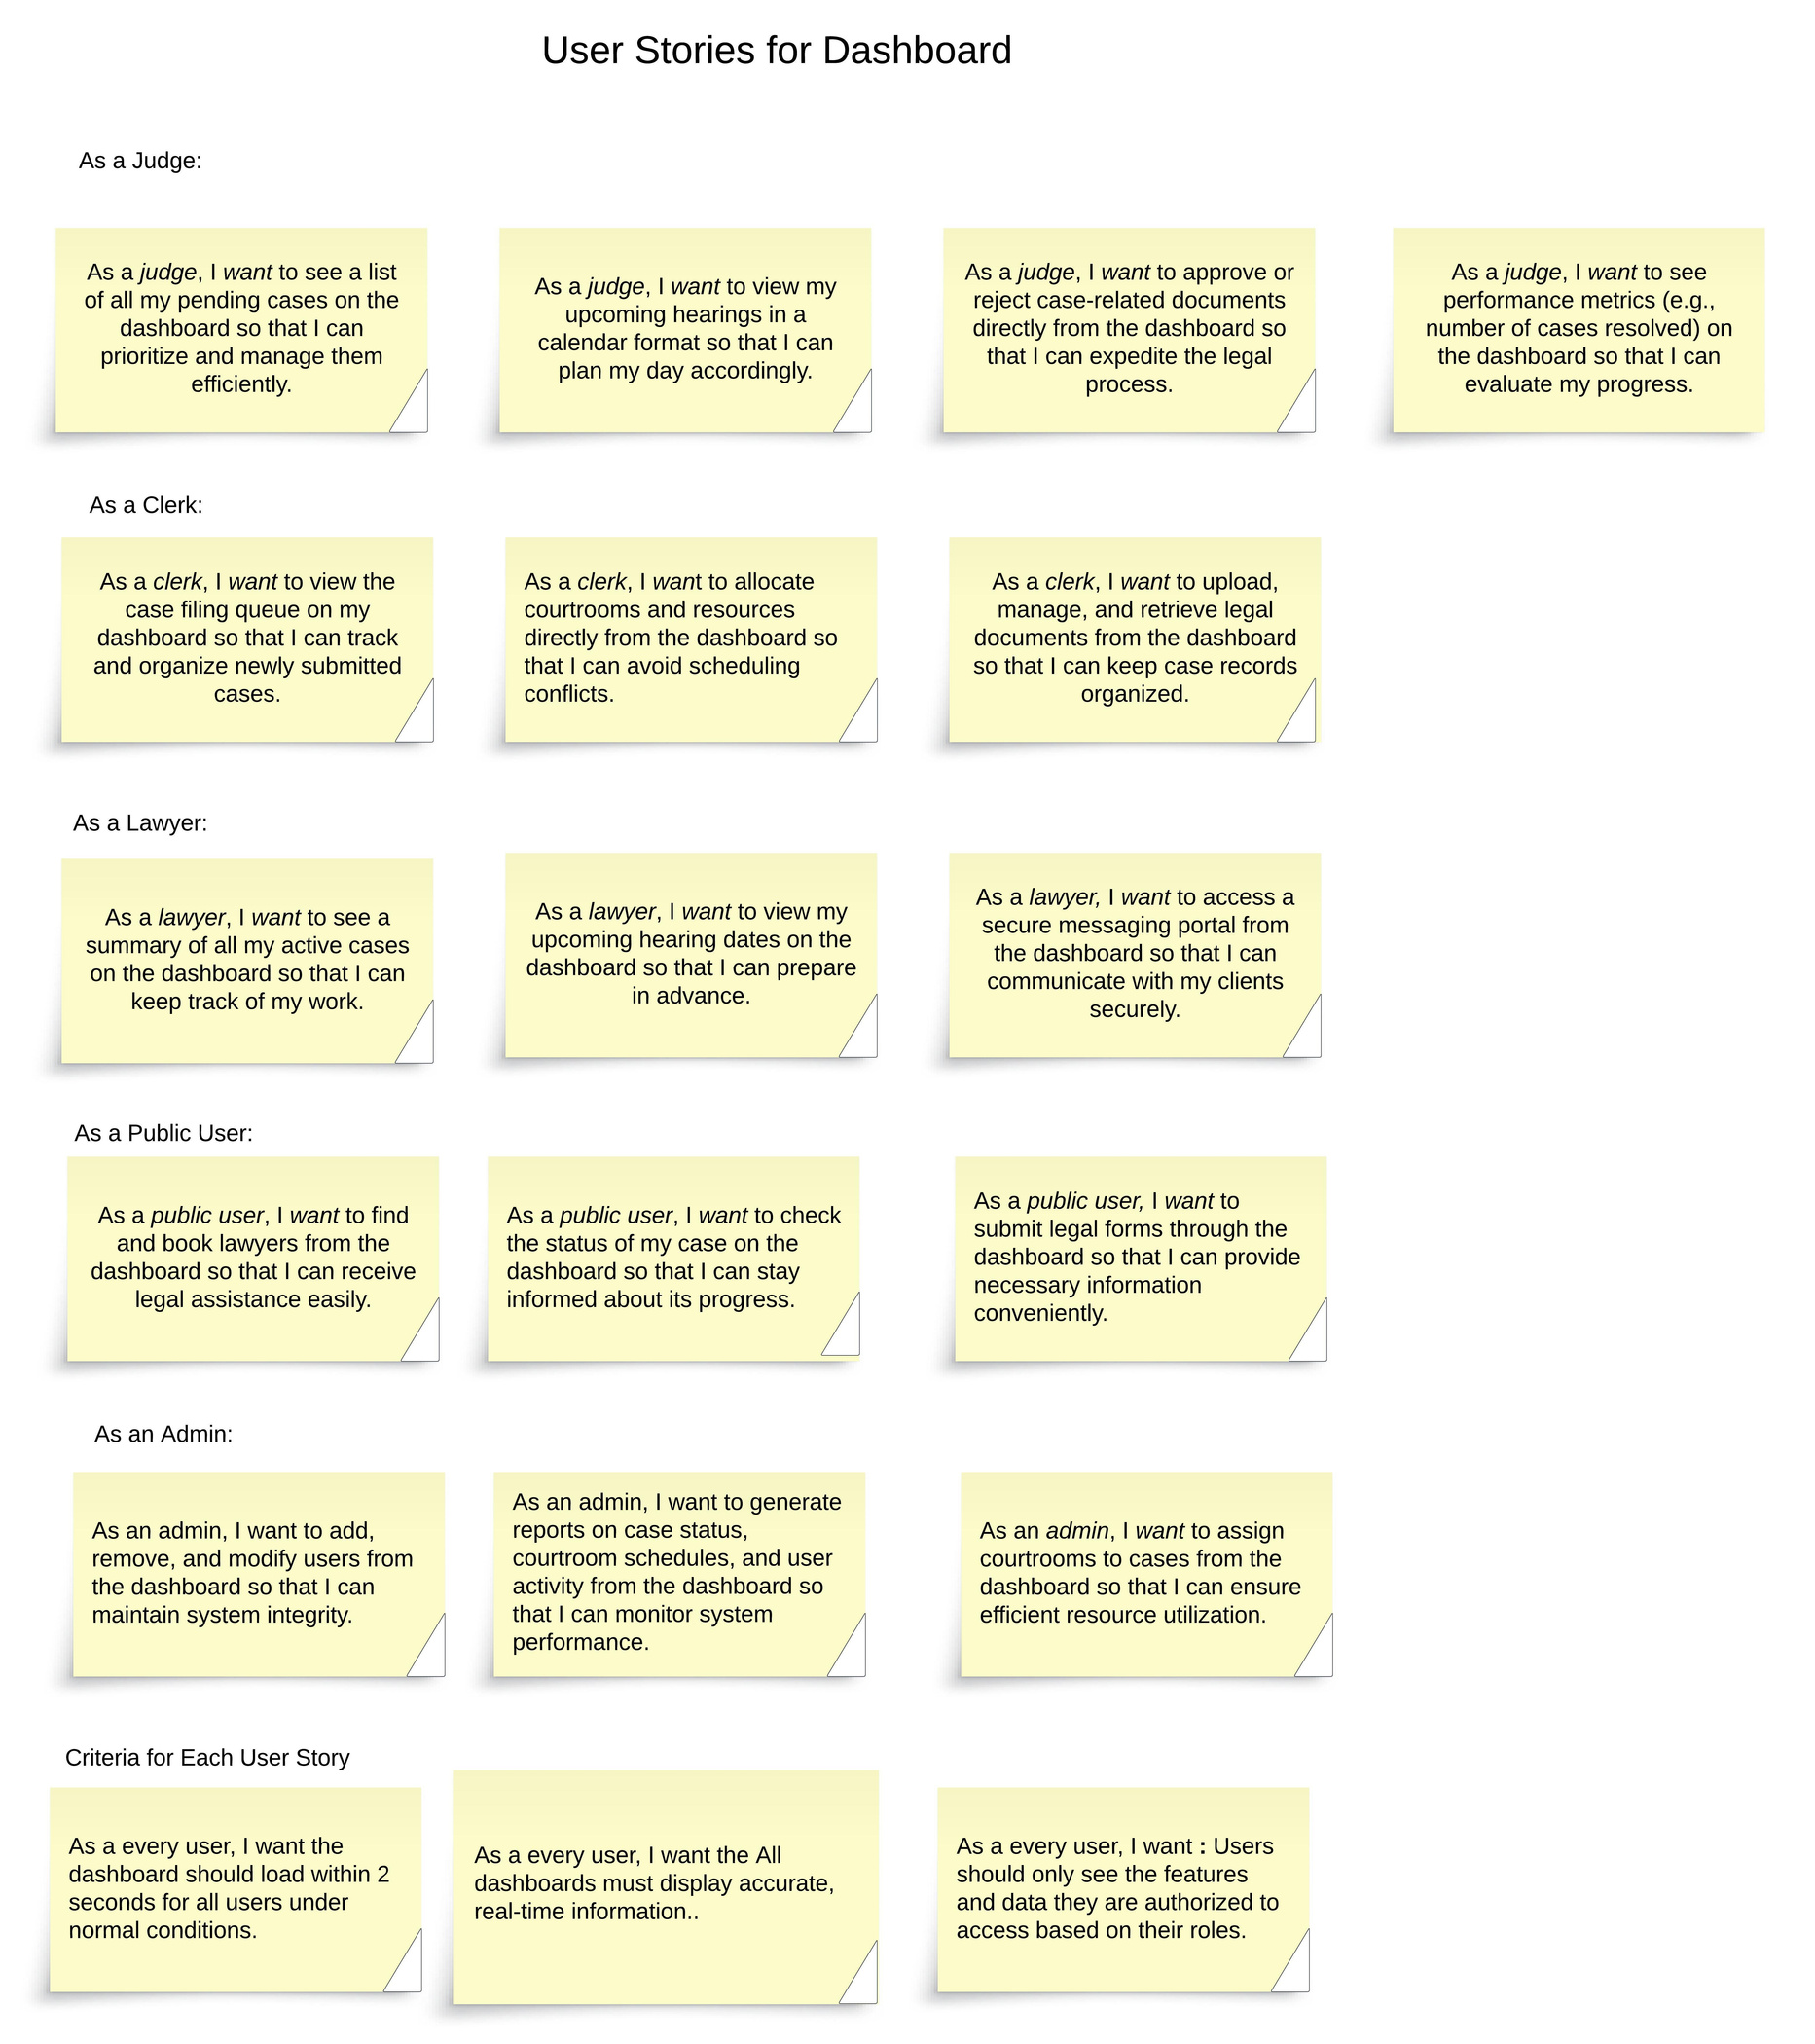 User Stories for Dashboard
As a Judge:
As a judge, I want to see a list
of all my pending cases on the
dashboard so that I can
prioritize and manage them
efficiently.
As a judge, I want to view my
upcoming hearings in a
calendar format so that I can
plan my day accordingly.
As a judge, I want to approve or
reject case-related documents
directly from the dashboard so
that I can expedite the legal
process.
As a judge, I want to see
performance metrics (e.g.,
number of cases resolved) on
the dashboard so that I can
evaluate my progress.
As a Clerk:
As a clerk, I want to view the
case filing queue on my
dashboard so that I can track
and organize newly submitted
cases.
As a clerk, I want to allocate
courtrooms and resources
directly from the dashboard so
that I can avoid scheduling
conflicts.
As a clerk, I want to upload,
manage, and retrieve legal
documents from the dashboard
so that I can keep case records
organized.
As a Lawyer:
As a lawyer, I want to see a
summary of all my active cases
on the dashboard so that I can
keep track of my work.
As a lawyer, I want to view my
upcoming hearing dates on the
dashboard so that I can prepare
in advance.
As a lawyer, I want to access a
secure messaging portal from
the dashboard so that I can
communicate with my clients
securely.
As a Public User:
As a public user, I want to find
and book lawyers from the
dashboard so that I can receive
legal assistance easily.
As a public user, I want to check
the status of my case on the
dashboard so that I can stay
informed about its progress.
As a public user, I want to
submit legal forms through the
dashboard so that I can provide
necessary information
conveniently.
As an Admin:
As an admin, I want to add,
remove, and modify users from
the dashboard so that I can
maintain system integrity.
As an admin, I want to generate
reports on case status,
courtroom schedules, and user
activity from the dashboard so
that I can monitor system
performance.
As an admin, I want to assign
courtrooms to cases from the
dashboard so that I can ensure
efficient resource utilization.
Criteria for Each User Story
As a every user, I want the
dashboard should load within 2
seconds for all users under
normal conditions.
As a every user, I want the All
dashboards must display accurate,
real-time information..
As a every user, I want : Users
should only see the features
and data they are authorized to
access based on their roles.